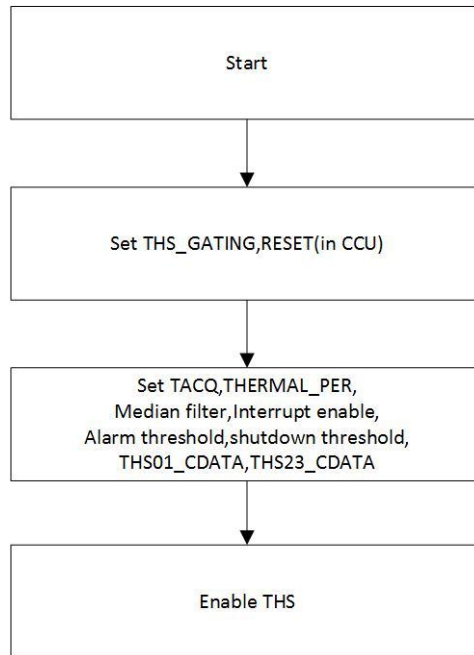 Start
Set THS_GATING,RESET(in CCU)
Set TACQ,THERMAL_PER,
Median filter,Interrupt enable,
Alarm threshold,shutdown threshold,
THS01_CDATA,THS23_CDATA
Enable THS